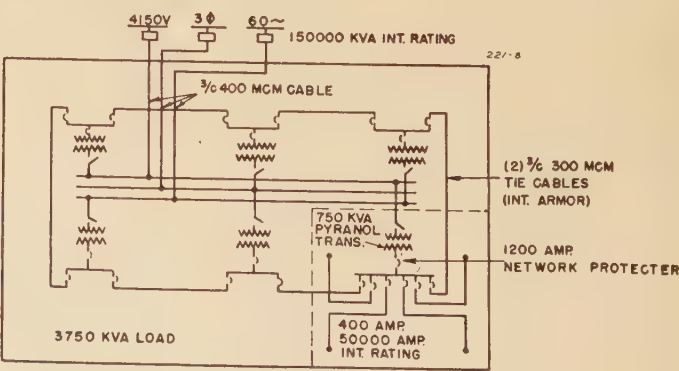 4150V 3ϕ 60~
150000 KVA INT. RATING
221-8
3/c 400 MCM CABLE
(2) 3/c 300 MCM
TIE CABLES
(INT. ARMOR)
750 KVA
PYRANOL
TRANS.
1200 AMP.
NETWORK PROTECTER
400 AMP.
50000 AMP.
INT. RATING
3750 KVA LOAD